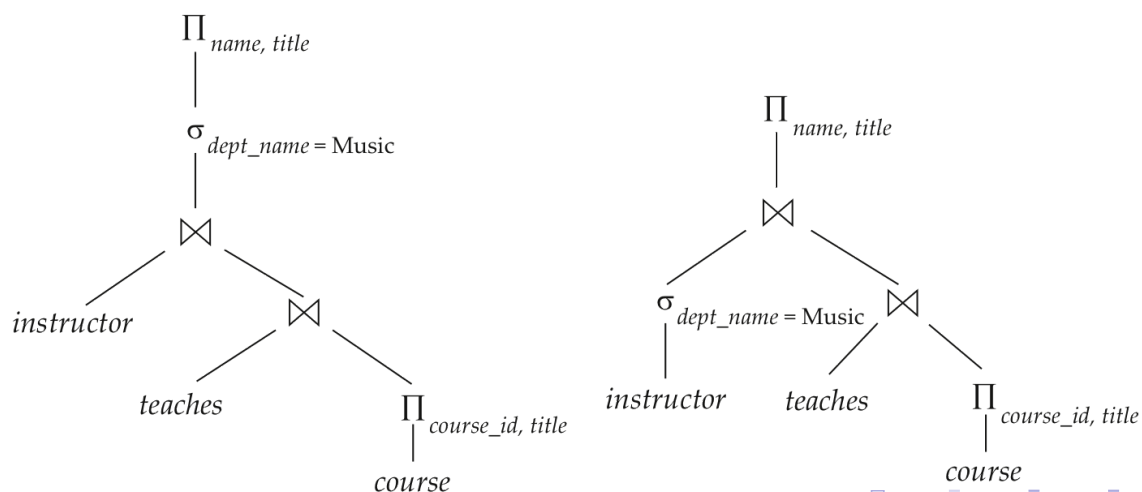 Π name, title
σ dept_name = Music
⋈
instructor
⋈
teaches
Π course_id, title
course
Π name, title
⋈
σ dept_name = Music
⋈
instructor
teaches
Π course_id, title
course